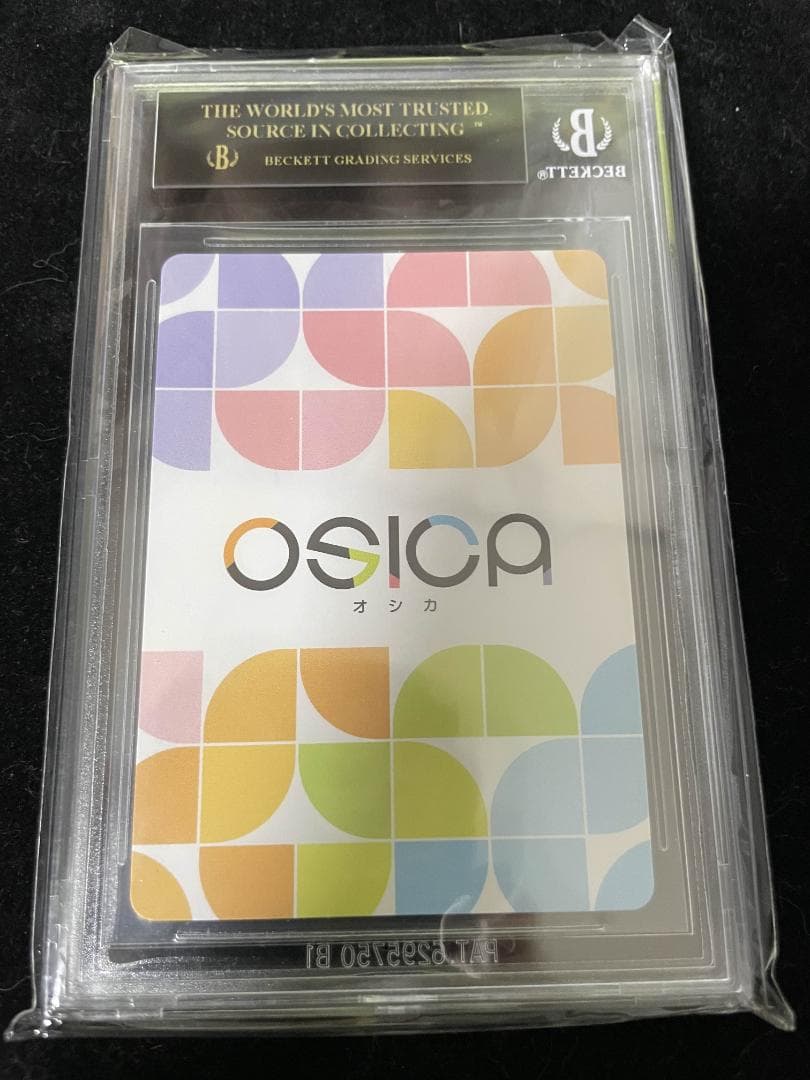 THE WORLD'S MOST TRUSTED
SOURCE IN COLLECTING ™
B BECKETT GRADING SERVICES
B
BECKETT®
OSICA
オシカ
PAT.6295750 B1